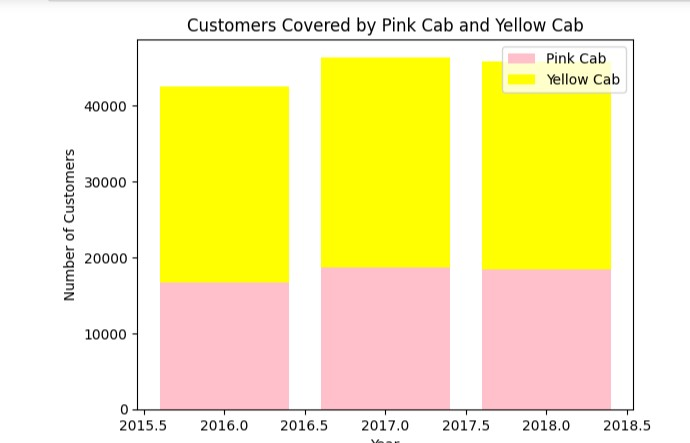 Customers Covered by Pink Cab and Yellow Cab
Pink Cab
Yellow Cab
Number of Customers
40000
30000
20000
10000
0
2015.5 2016.0 2016.5 2017.0 2017.5 2018.0 2018.5
Year